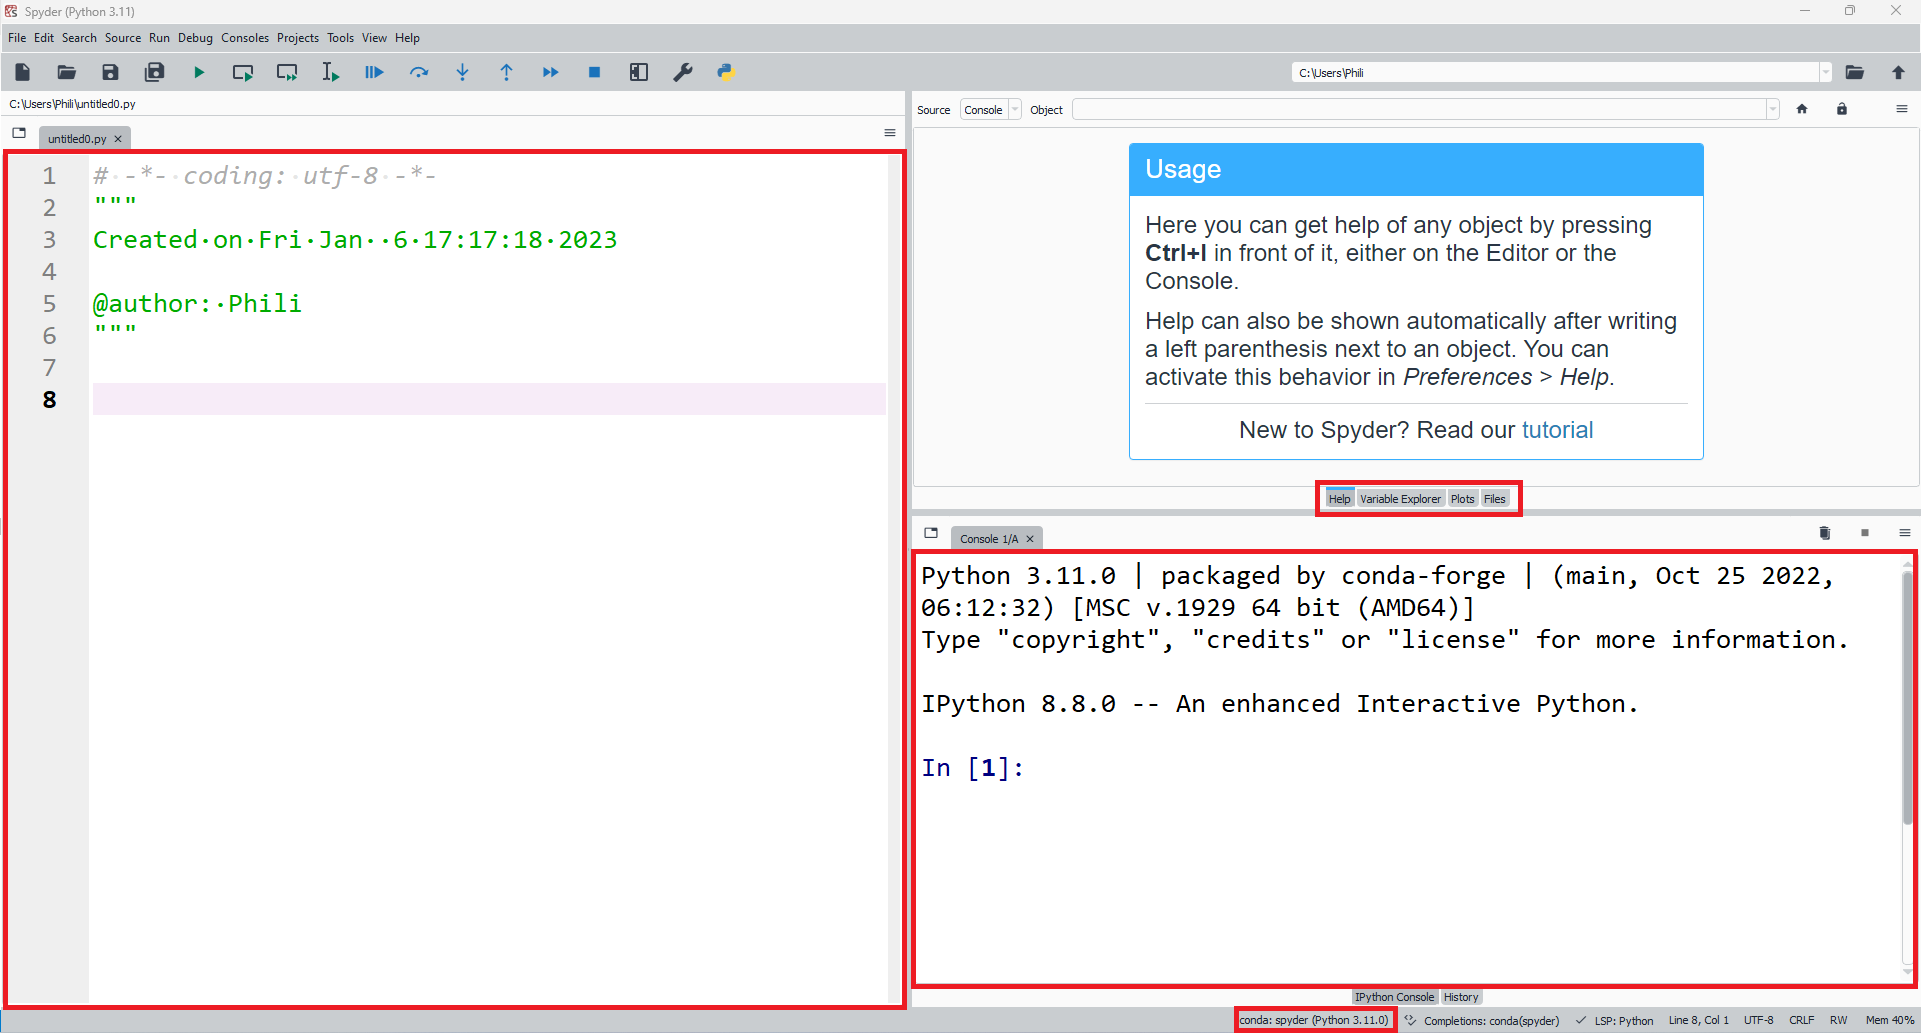 Spyder (Python 3.11)
File Edit Search Source Run Debug Consoles Projects Tools View Help
C:\Users\Phili
C:\Users\Phili\untitled0.py
untitled0.py
1 # -*- coding: utf-8 -*-
2 """
3 Created·on·Fri·Jan··6·17:17:18·2023
4
5 @author:·Phili
6 """
7
8
Source Console Object
Usage
Here you can get help of any object by pressing
Ctrl+I in front of it, either on the Editor or the
Console.
Help can also be shown automatically after writing
a left parenthesis next to an object. You can
activate this behavior in Preferences > Help.
New to Spyder? Read our tutorial
Help Variable Explorer Plots Files
Console 1/A
Python 3.11.0 | packaged by conda-forge | (main, Oct 25 2022,
06:12:32) [MSC v.1929 64 bit (AMD64)]
Type "copyright", "credits" or "license" for more information.
IPython 8.8.0 -- An enhanced Interactive Python.
In [1]:
IPython Console History
conda: spyder (Python 3.11.0) Completions: conda(spyder) LSP: Python Line 8, Col 1 UTF-8 CRLF RW Mem 40%